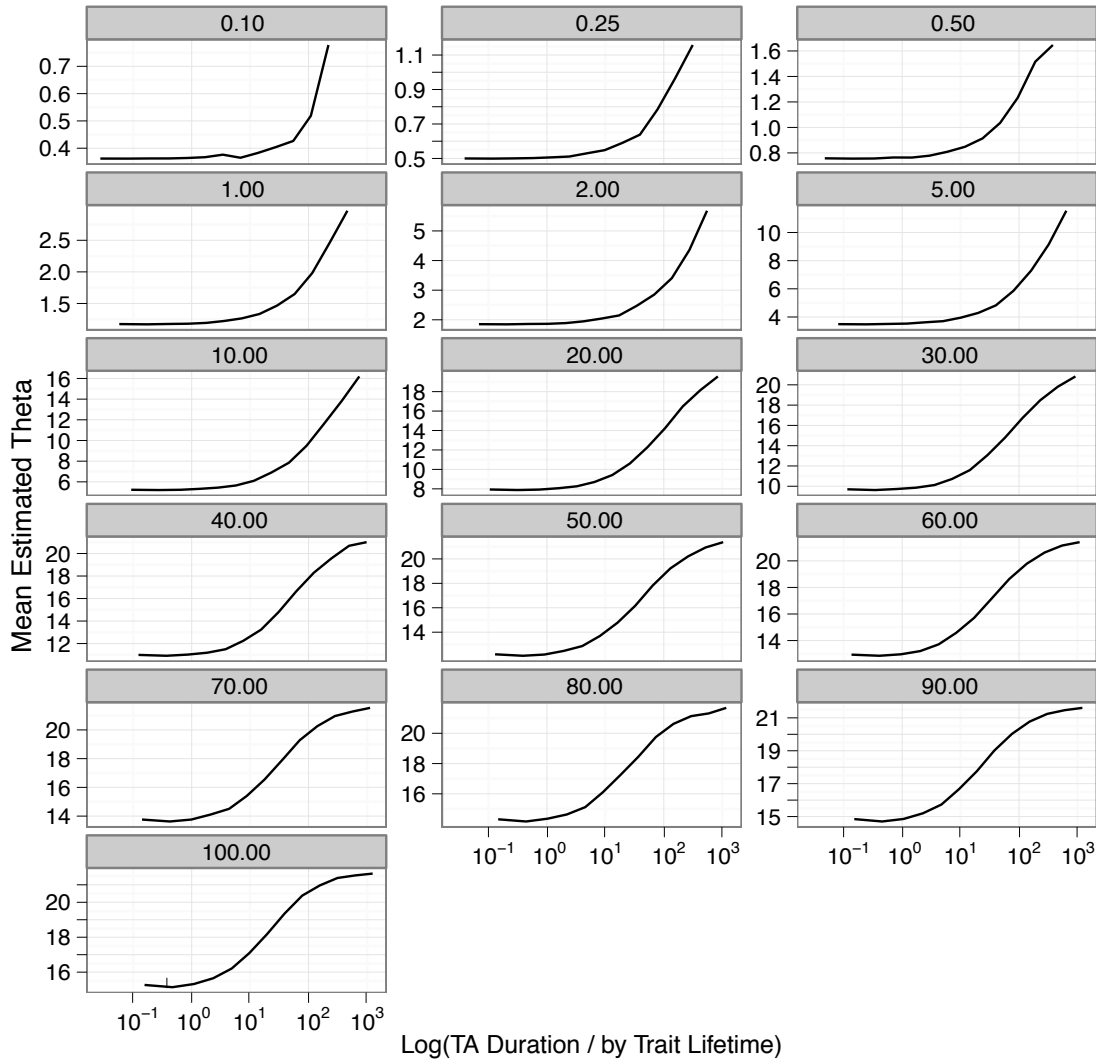 0.10 0.25 0.50
0.7 0.6 0.5 0.4
1.1 0.9 0.7 0.5
1.6 1.4 1.2 1.0 0.8
1.00 2.00 5.00
2.5 2.0 1.5
5 4 3 2
10 8 6 4
10.00 20.00 30.00
16 14 12 10 8 6
18 16 14 12 10 8
20 18 16 14 12 10
40.00 50.00 60.00
20 18 16 14 12
20 18 16 14
20 18 16 14
70.00 80.00 90.00
20 18 16 14
20 18 16
21 19 17 15
10⁻¹ 10⁰ 10¹ 10² 10³
10⁻¹ 10⁰ 10¹ 10² 10³
100.00
20 18 16
10⁻¹ 10⁰ 10¹ 10² 10³
Mean Estimated Theta
Log(TA Duration / by Trait Lifetime)